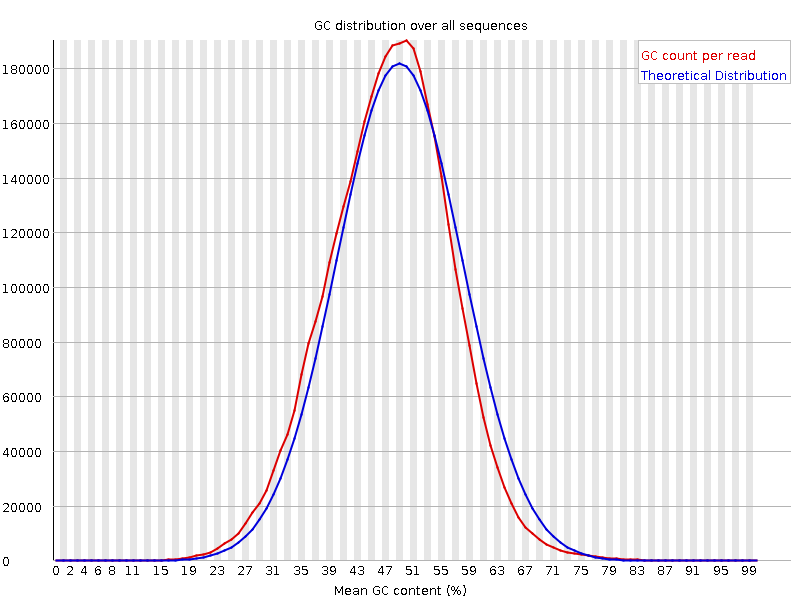 GC distribution over all sequences
GC count per read
Theoretical Distribution
180000
160000
140000
120000
100000
80000
60000
40000
20000
0
0 2 4 6 8 11 15 19 23 27 31 35 39 43 47 51 55 59 63 67 71 75 79 83 87 91 95 99
Mean GC content (%)